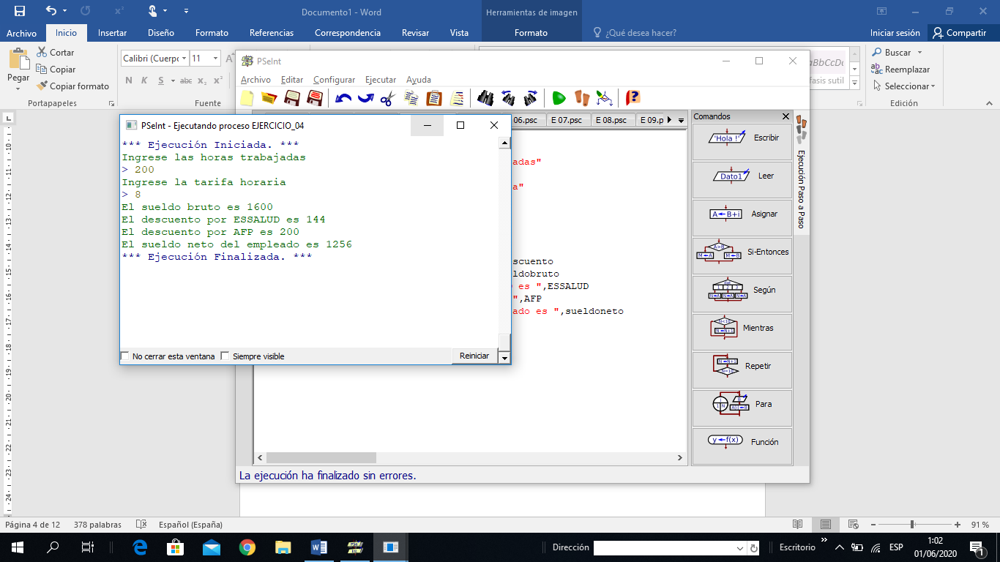 Documento1 - Word
Herramientas de imagen
Archivo Inicio Insertar Diseño Formato Referencias Correspondencia Revisar Vista Formato ¿Qué desea hacer? Iniciar sesión Compartir
Pegar
Cortar
Copiar
Copiar formato
Portapapeles
Calibri (Cuerpo 11
N K S abc x₂ x²
Fuente
Buscar
Reemplazar
Seleccionar
Edición
PSeInt
Archivo Editar Configurar Ejecutar Ayuda
06.psc E 07.psc E 08.psc E 09.p
PSeInt - Ejecutando proceso EJERCICIO_04
*** Ejecución Iniciada. ***
Ingrese las horas trabajadas
> 200
Ingrese la tarifa horaria
> 8
El sueldo bruto es 1600
El descuento por ESSALUD es 144
El descuento por AFP es 200
El sueldo neto del empleado es 1256
*** Ejecución Finalizada. ***
No cerrar esta ventana Siempre visible Reiniciar
adas"
a"
scuento
ldobruto
o es ",ESSALUD
",AFP
ado es ",sueldoneto
Comandos
'Hola !' Escribir
Dato1 Leer
A B+i Asignar
A>B M A M B Si-Entonces
Según
Mientras
Repetir
Para
y f(x) Función
Ejecución Paso a Paso
La ejecución ha finalizado sin errores.
Página 4 de 12 378 palabras Español (España) 91 %
Dirección Escritorio ESP 1:02
01/06/2020